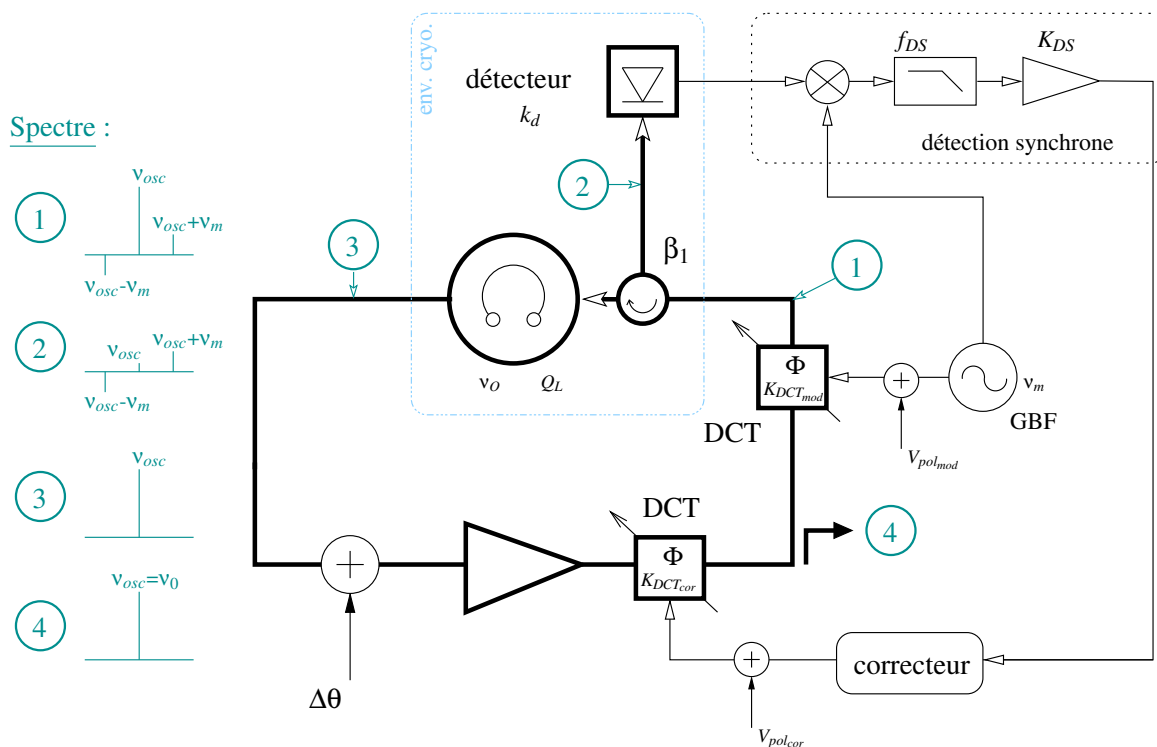 Spectre :
1
ν_osc
ν_osc+ν_m
ν_osc-ν_m
2
ν_osc
ν_osc+ν_m
ν_osc-ν_m
3
ν_osc
4
ν_osc=ν_0
env. cryo.
détecteur
k_d
2
3
β_1
1
ν_O
Q_L
f_DS
K_DS
détection synchrone
Φ
K_DCT_mod
DCT
ν_m
GBF
V_pol_mod
4
DCT
Φ
K_DCT_cor
Δθ
correcteur
V_pol_cor